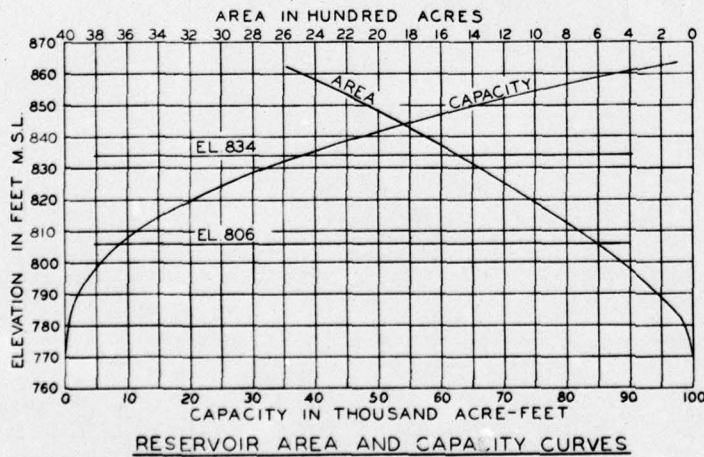 AREA IN HUNDRED ACRES
40 38 36 34 32 30 28 26 24 22 20 18 16 14 12 10 8 6 4 2 0
870
860
850
840
830
820
810
800
790
780
770
760
ELEVATION IN FEET M.S.L.
AREA
CAPACITY
EL. 834
EL. 806
0 10 20 30 40 50 60 70 80 90 100
CAPACITY IN THOUSAND ACRE-FEET
RESERVOIR AREA AND CAPACITY CURVES